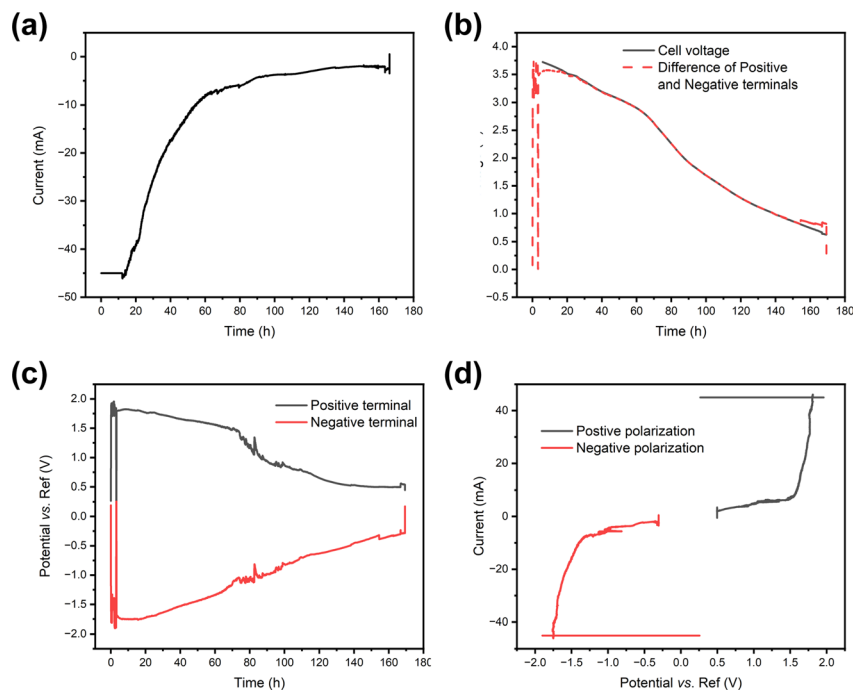 (a)
0
−10
−20
−30
−40
−50
Current (mA)
0 20 40 60 80 100 120 140 160 180
Time (h)
(b)
Cell voltage
Difference of Positive
and Negative terminals
4.0
3.5
3.0
2.5
2.0
1.5
1.0
0.5
0.0
−0.5
0 20 40 60 80 100 120 140 160 180
Time (h)
(c)
Positive terminal
Negative terminal
2.0
1.5
1.0
0.5
0.0
−0.5
−1.0
−1.5
−2.0
Potential vs. Ref (V)
0 20 40 60 80 100 120 140 160 180
Time (h)
(d)
Postive polarization
Negative polarization
40
20
0
−20
−40
Current (mA)
−2.0 −1.5 −1.0 −0.5 0.0 0.5 1.0 1.5 2.0
Potential vs. Ref (V)